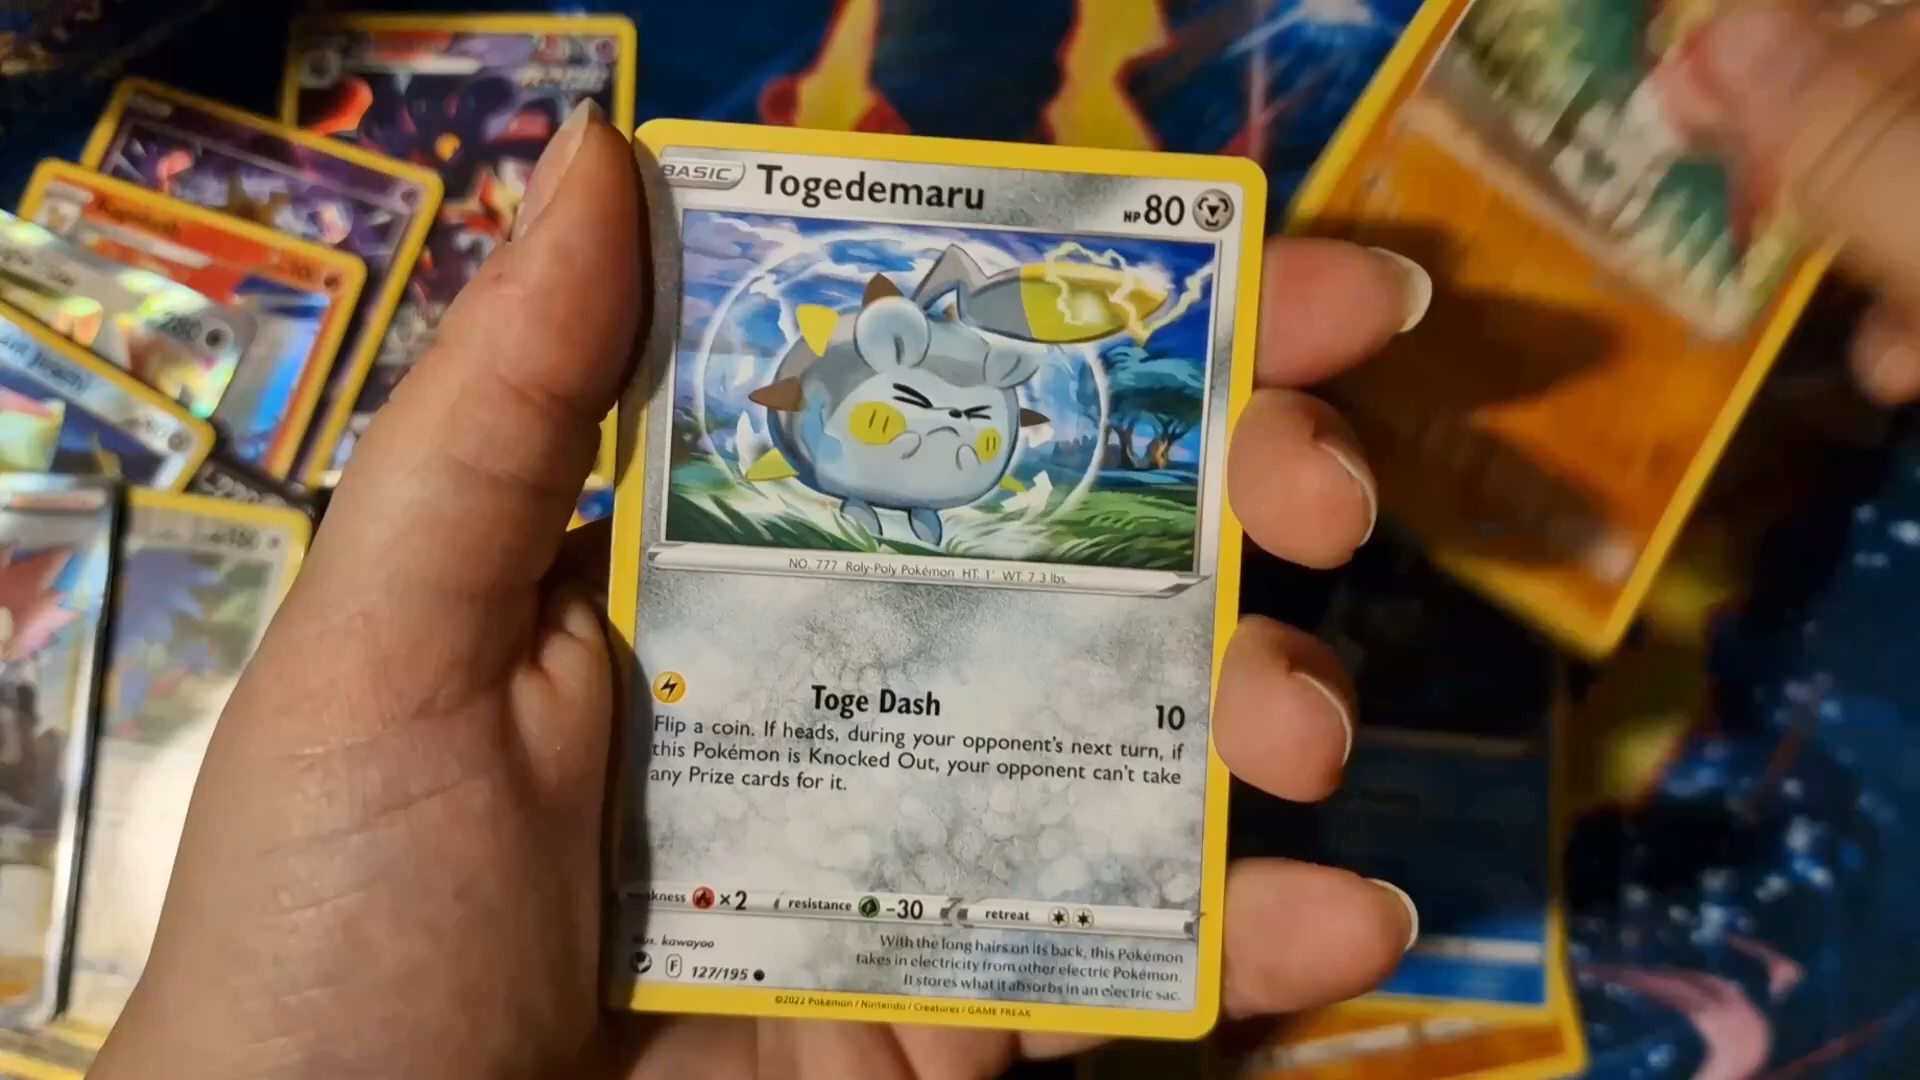 BASIC Togedemaru HP 80
NO. 777 Roly-Poly Pokémon HT: 1' WT: 7.3 lbs.
Toge Dash 10
Flip a coin. If heads, during your opponent's next turn, if
this Pokémon is Knocked Out, your opponent can't take
any Prize cards for it.
×2 resistance -30 retreat
kawayoo
F 127/195
With the long hairs on its back, this Pokémon
takes in electricity from other electric Pokémon.
It stores what it absorbs in an electric sac.
©2022 Pokémon / Nintendo / Creatures / GAME FREAK